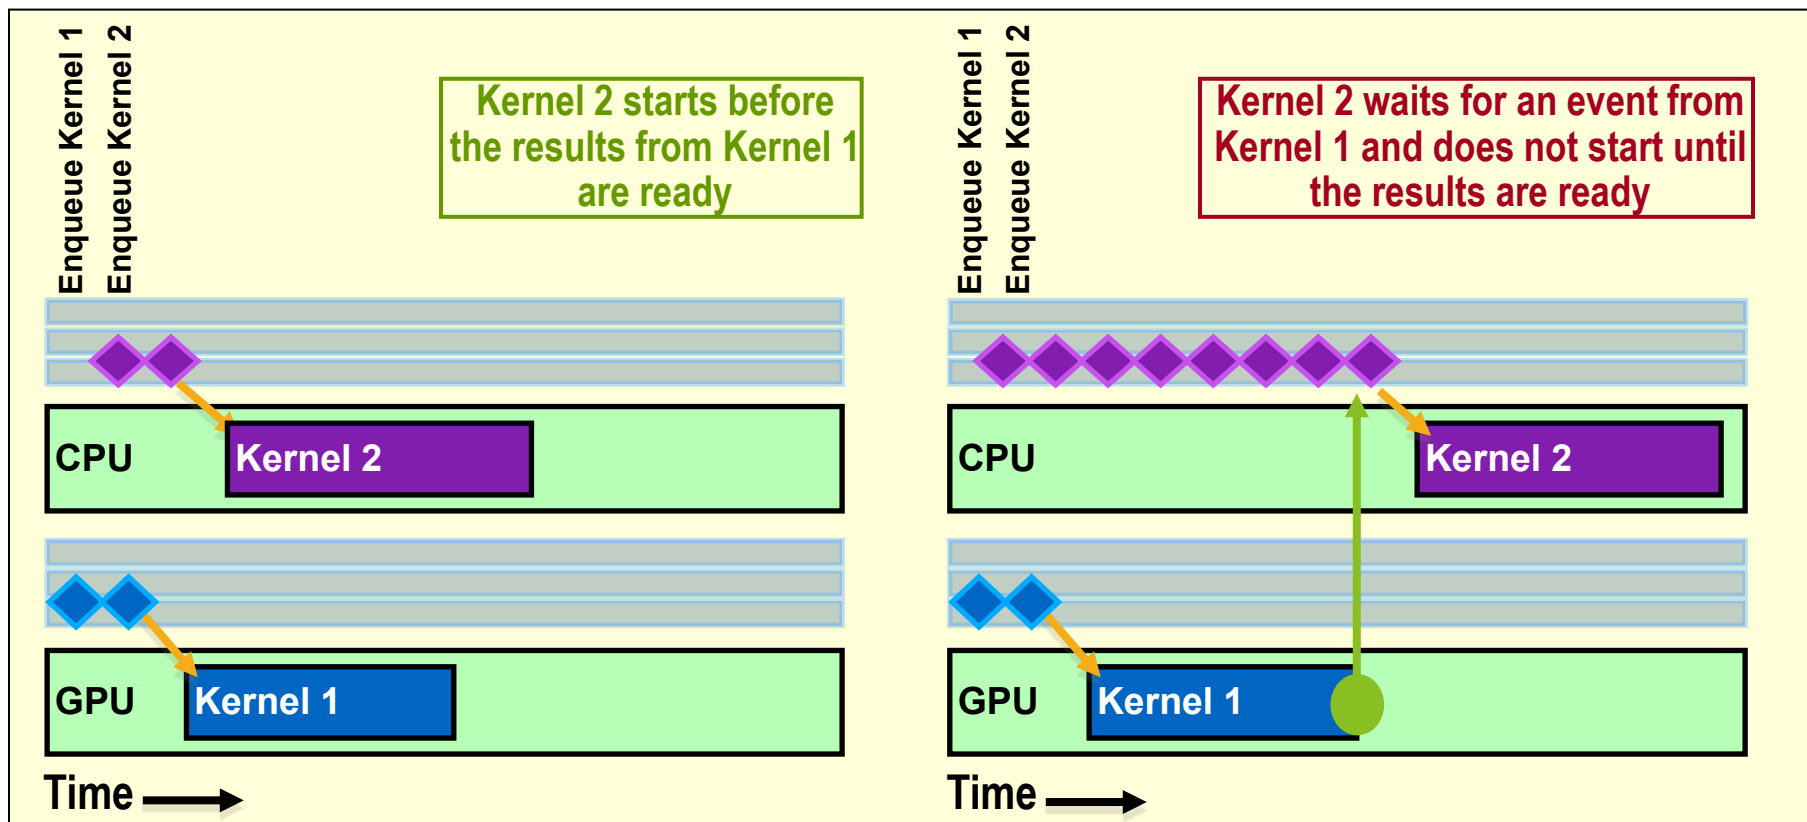 Enqueue Kernel 1
Enqueue Kernel 2
Kernel 2 starts before
the results from Kernel 1
are ready
CPU
Kernel 2
GPU
Kernel 1
Time
Enqueue Kernel 1
Enqueue Kernel 2
Kernel 2 waits for an event from
Kernel 1 and does not start until
the results are ready
CPU
Kernel 2
GPU
Kernel 1
Time